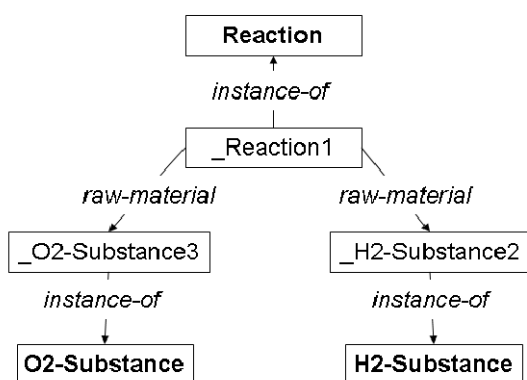 Reaction
instance-of
_Reaction1
raw-material raw-material
_O2-Substance3 _H2-Substance2
instance-of instance-of
O2-Substance H2-Substance